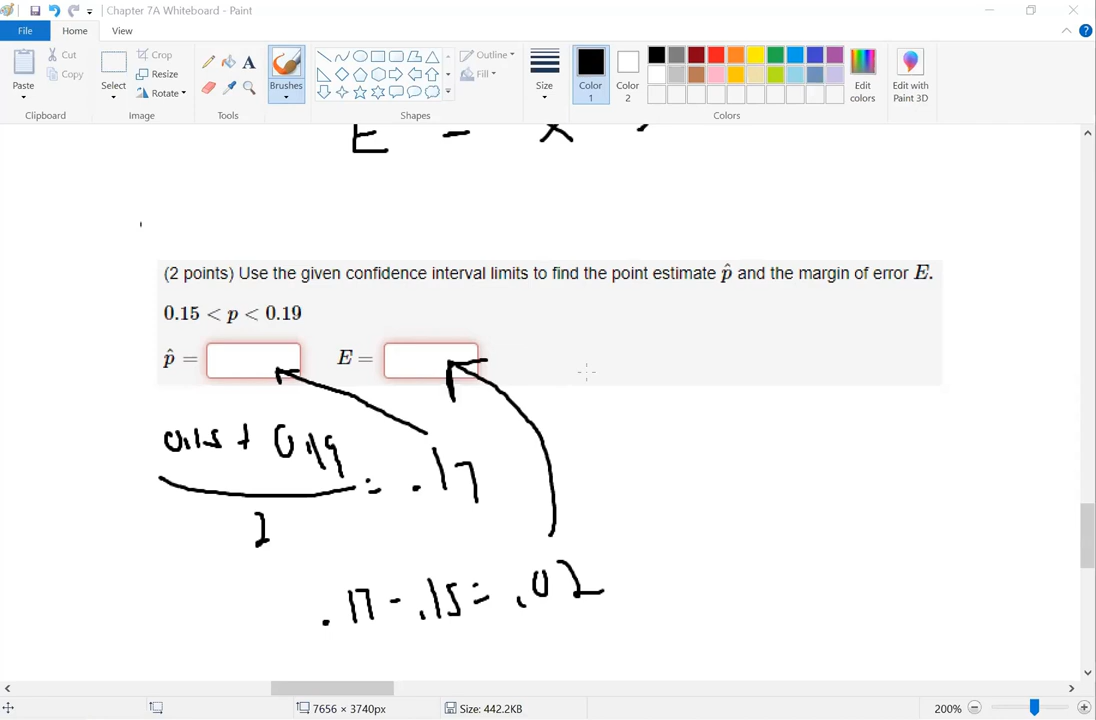 Chapter 7A Whiteboard - Paint
File Home View
Paste Cut Copy Clipboard
Select Crop Resize Rotate Image
A Tools
Brushes
Outline Fill Shapes
Size
Color 1 Color 2 Edit colors Colors
Edit with Paint 3D
E = x
(2 points) Use the given confidence interval limits to find the point estimate p̂ and the margin of error E.
0.15 < p < 0.19
p̂ = E =
0.15 + 0.19
= .17
2
.17 - .15 = .02
7656 × 3740px Size: 442.2KB 200%